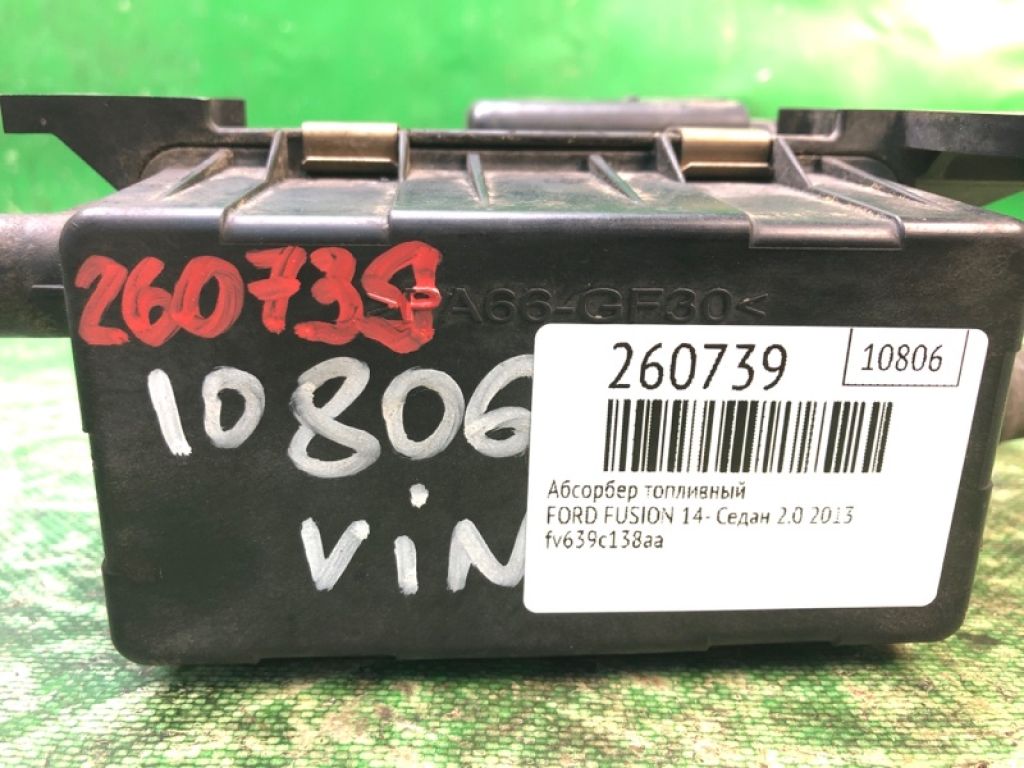 260739
>PA66-GF30<
10806
ViN
260739
10806
Абсорбер топливный
FORD FUSION 14- Седан 2.0 2013
fv639c138aa